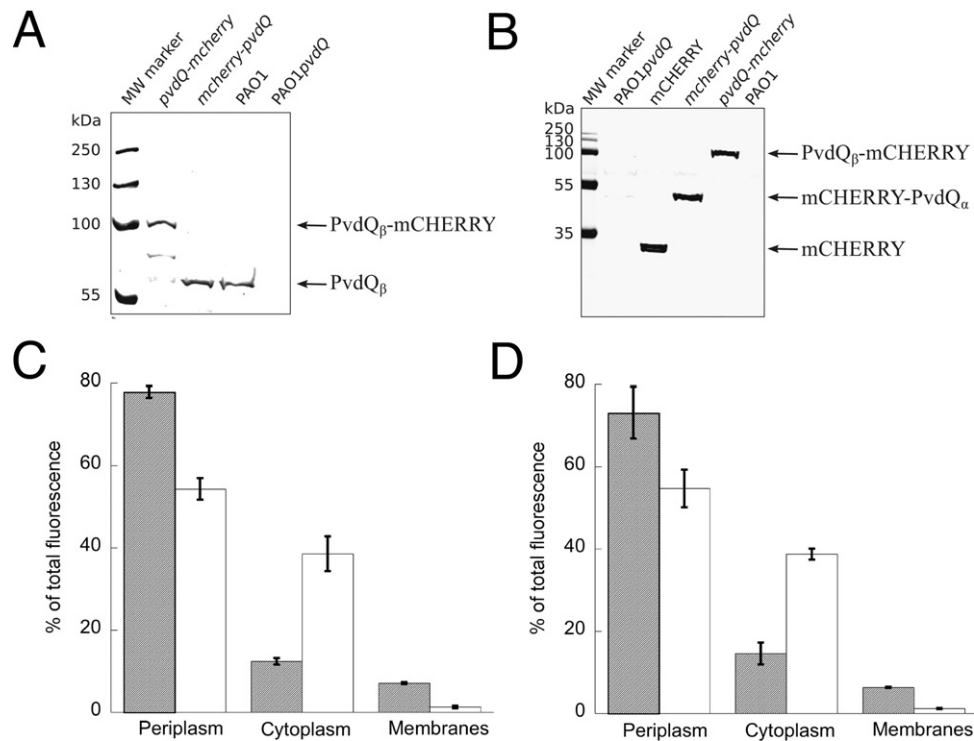 A
MW marker
pvdQ-mcherry
mcherry-pvdQ
PAO1
PAO1pvdQ
kDa
250
130
100
55
PvdQβ-mCHERRY
PvdQβ
B
MW marker
PAO1pvdQ
mCHERRY
mcherry-pvdQ
pvdQ-mcherry
PAO1
kDa
250
130
100
55
35
PvdQβ-mCHERRY
mCHERRY-PvdQα
mCHERRY
C
% of total fluorescence
80
60
40
20
0
Periplasm
Cytoplasm
Membranes
D
% of total fluorescence
80
60
40
20
0
Periplasm
Cytoplasm
Membranes